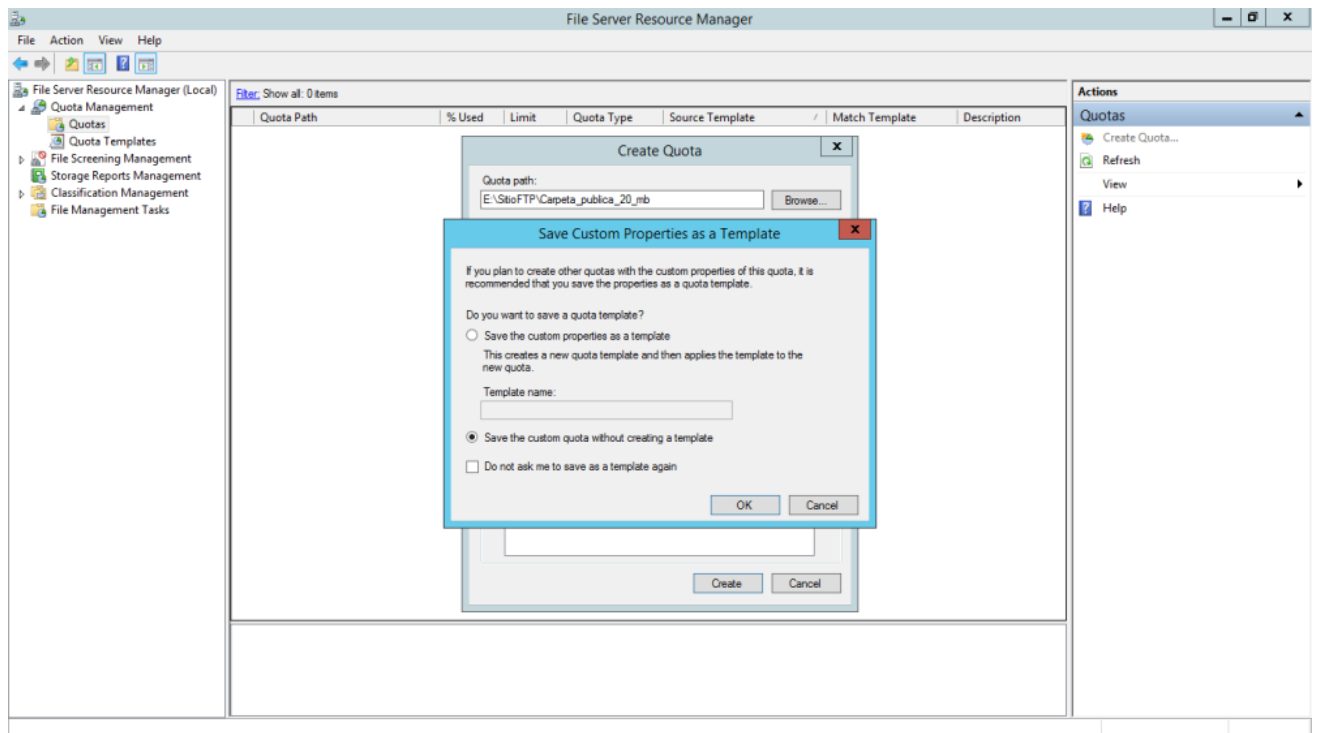 File Server Resource Manager
File Action View Help
File Server Resource Manager (Local)
Quota Management
Quotas
Quota Templates
File Screening Management
Storage Reports Management
Classification Management
File Management Tasks
Filter: Show all: 0 items
Quota Path % Used Limit Quota Type Source Template Match Template Description
Create Quota
Quota path:
E:\StioFTP\Carpeta_publica_20_mb Browse...
Save Custom Properties as a Template
If you plan to create other quotas with the custom properties of this quota, it is
recommended that you save the properties as a quota template.
Do you want to save a quota template?
Save the custom properties as a template
This creates a new quota template and then applies the template to the
new quota.
Template name:
Save the custom quota without creating a template
Do not ask me to save as a template again
OK Cancel
Create Cancel
Actions
Quotas
Create Quota...
Refresh
View
Help